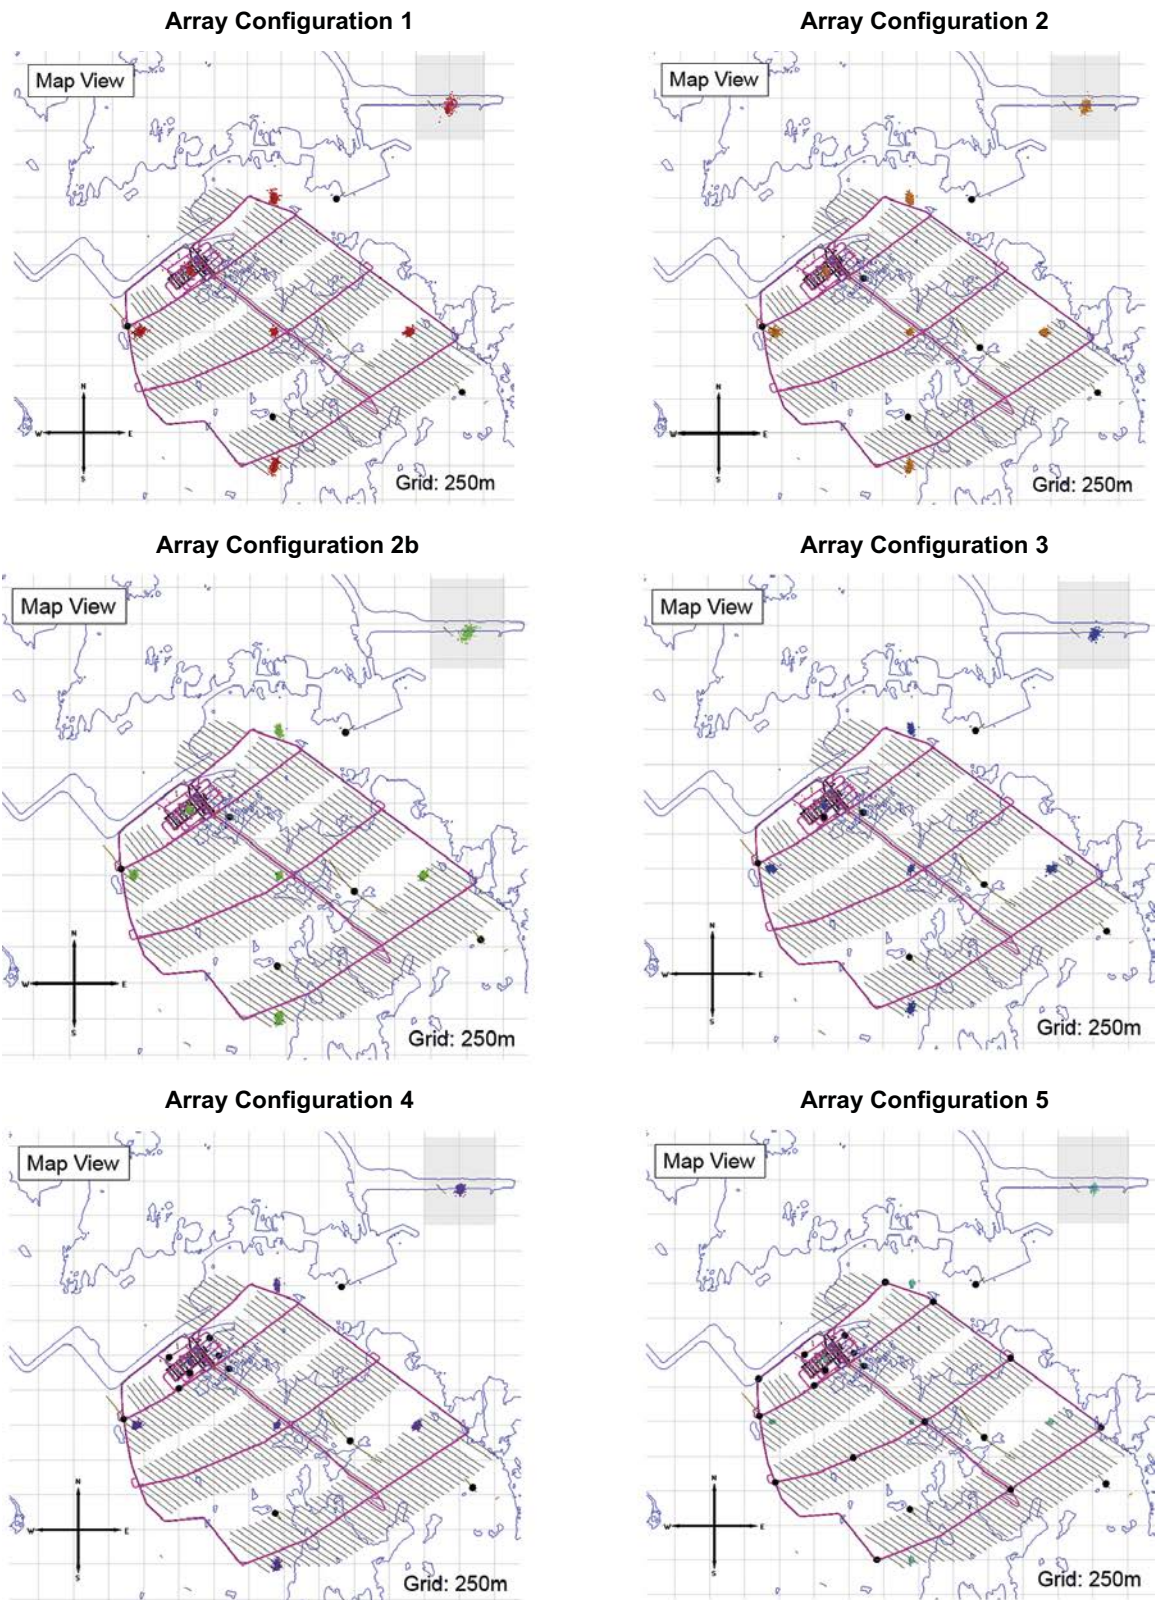 Array Configuration 1
Array Configuration 2
Map View
N
W
E
S
Grid: 250m
Map View
N
W
E
S
Grid: 250m
Array Configuration 2b
Array Configuration 3
Map View
N
W
E
S
Grid: 250m
Map View
N
W
E
S
Grid: 250m
Array Configuration 4
Array Configuration 5
Map View
N
W
E
S
Grid: 250m
Map View
N
W
E
S
Grid: 250m